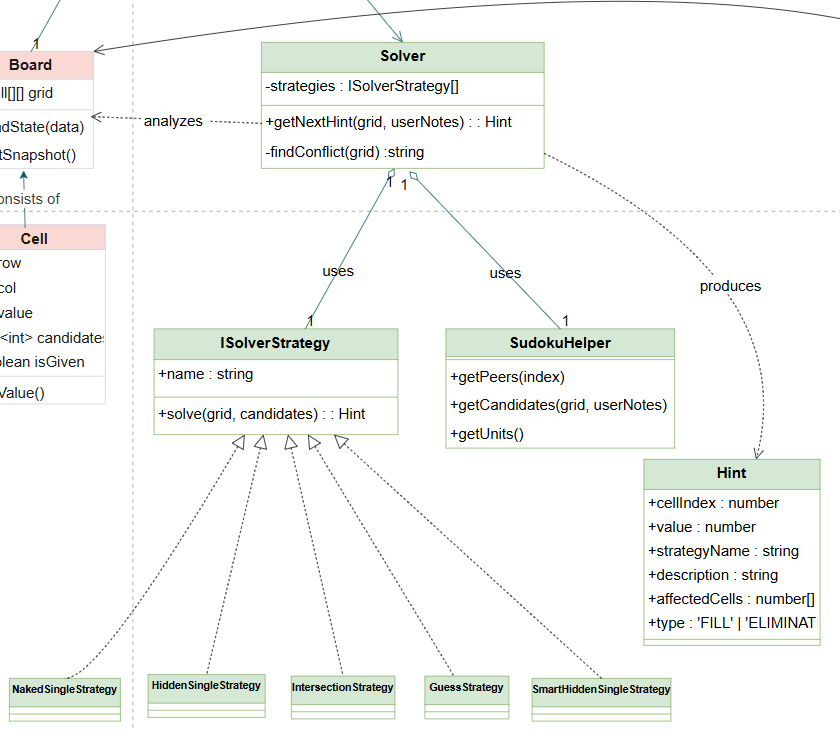 1
Board
ll[][] grid
ndState(data)
tSnapshot()
onsists of
Cell
row
col
value
<int> candidate
lean isGiven
Value()
analyzes
Solver
-strategies : ISolverStrategy[]
+getNextHint(grid, userNotes) : : Hint
-findConflict(grid) :string
1
1
uses
uses
produces
1
1
ISolverStrategy
+name : string
+solve(grid, candidates) : : Hint
SudokuHelper
+getPeers(index)
+getCandidates(grid, userNotes)
+getUnits()
Hint
+cellIndex : number
+value : number
+strategyName : string
+description : string
+affectedCells : number[]
+type : 'FILL' | 'ELIMINAT
NakedSingleStrategy
HiddenSingleStrategy
IntersectionStrategy
GuessStrategy
SmartHiddenSingleStrategy